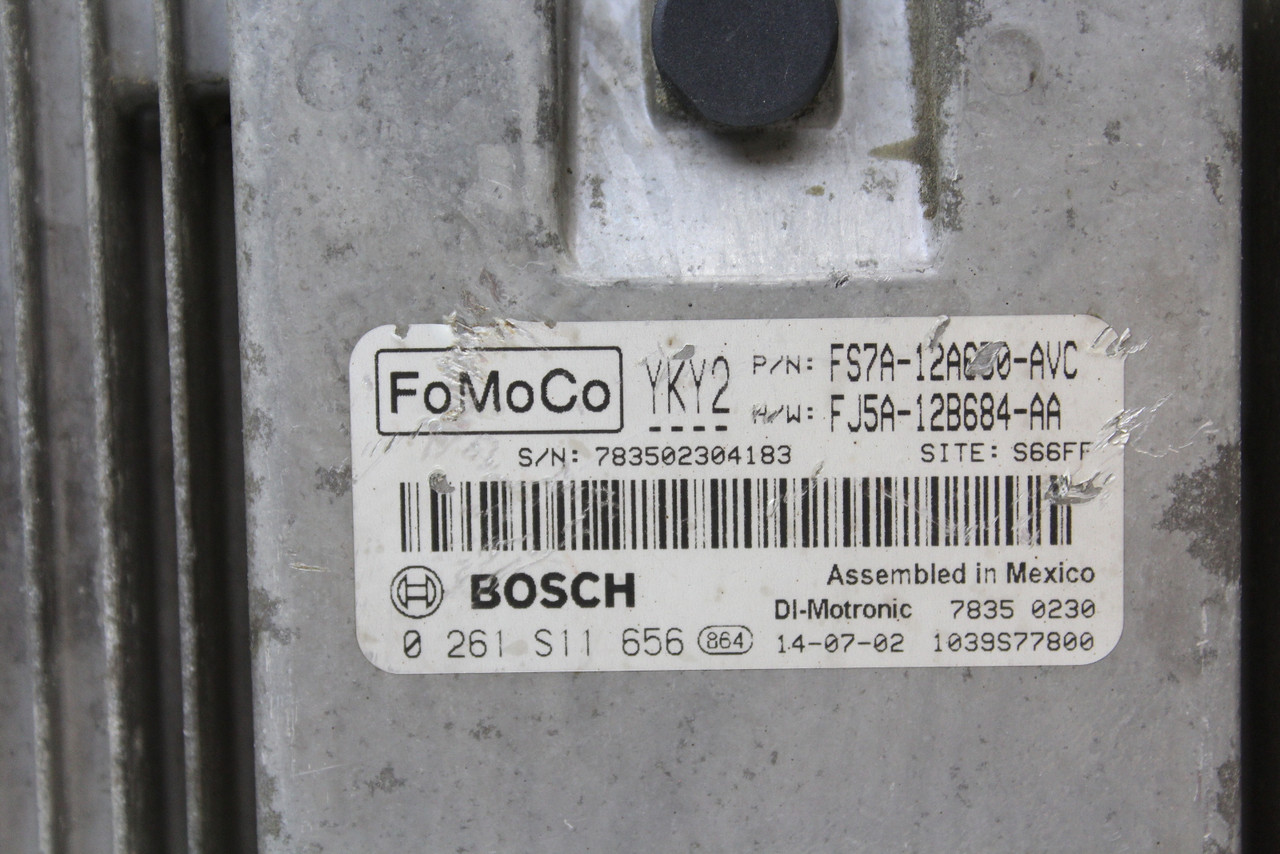 FoMoCo YKY2 P/N: FS7A-12A650-AVC
H/W: FJ5A-12B684-AA
S/N: 783502304183 SITE: S66FF
BOSCH Assembled in Mexico
DI-Motronic 7835 0230
0 261 S11 656 864 14-07-02 1039S77800